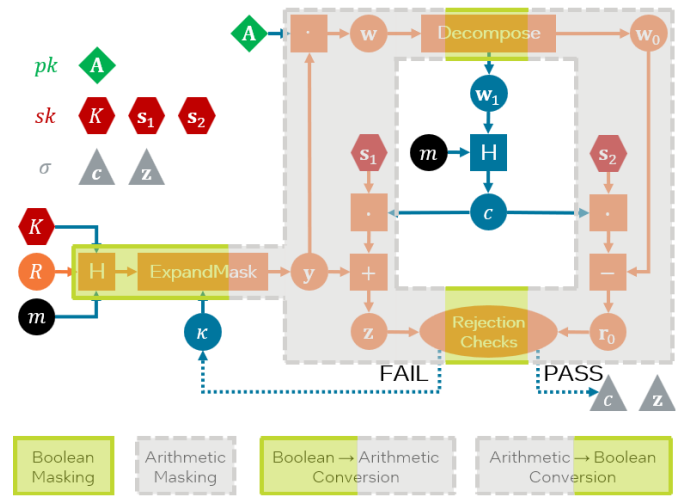 A · w Decompose w₀
pk A
w₁
sk K s₁ s₂
s₁ m H s₂
σ c z
· c ·
K
R H ExpandMask y + −
m
κ z Rejection r₀
Checks
FAIL PASS
c z
Boolean Arithmetic Boolean → Arithmetic Arithmetic → Boolean
Masking Masking Conversion Conversion